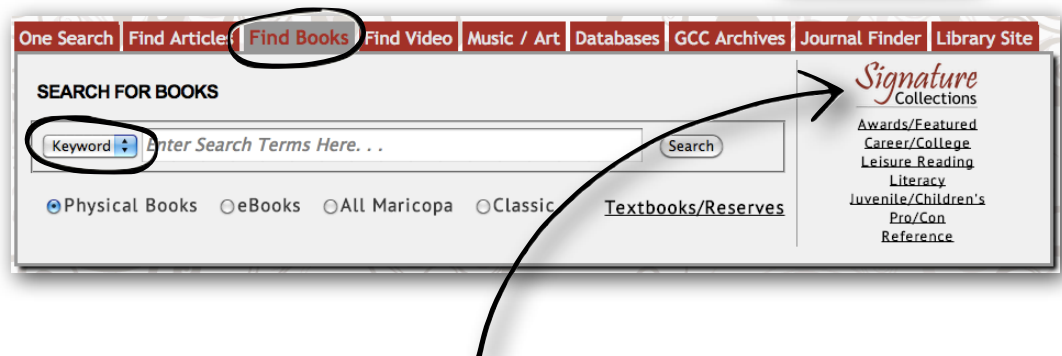 One Search Find Articles Find Books Find Video Music / Art Databases GCC Archives Journal Finder Library Site
SEARCH FOR BOOKS
Keyword Enter Search Terms Here. . . Search
Physical Books eBooks All Maricopa Classic Textbooks/Reserves
Signature
Collections
Awards/Featured
Career/College
Leisure Reading
Literacy
Juvenile/Children's
Pro/Con
Reference